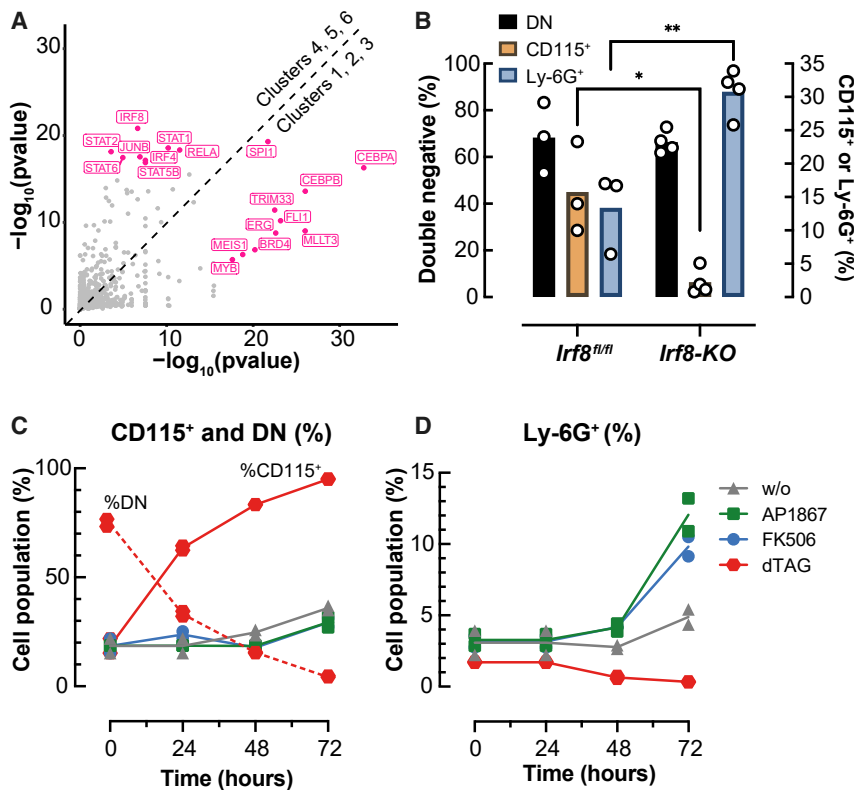 A
−log10(pvalue)
30
20
10
0
Clusters 4, 5, 6
Clusters 1, 2, 3
IRF8
STAT2
JUNB
STAT1
STAT6
IRF4
RELA
STAT5B
SPI1
CEBPA
CEBPB
TRIM33
FLI1
ERG
MLLT3
MEIS1
BRD4
MYB
0 10 20 30
−log10(pvalue)
B
DN
CD115+
Ly-6G+
**
*
Double negative (%)
100
80
60
40
20
0
35
30
25
20
15
10
5
0
CD115+
or Ly-6G+ (%)
Irf8fl/fl Irf8-KO
C
CD115+ and DN (%)
Cell population (%)
100
50
0
%DN
%CD115+
0 24 48 72
Time (hours)
D
Ly-6G+ (%)
Cell population (%)
15
10
5
0
0 24 48 72
Time (hours)
w/o
AP1867
FK506
dTAG